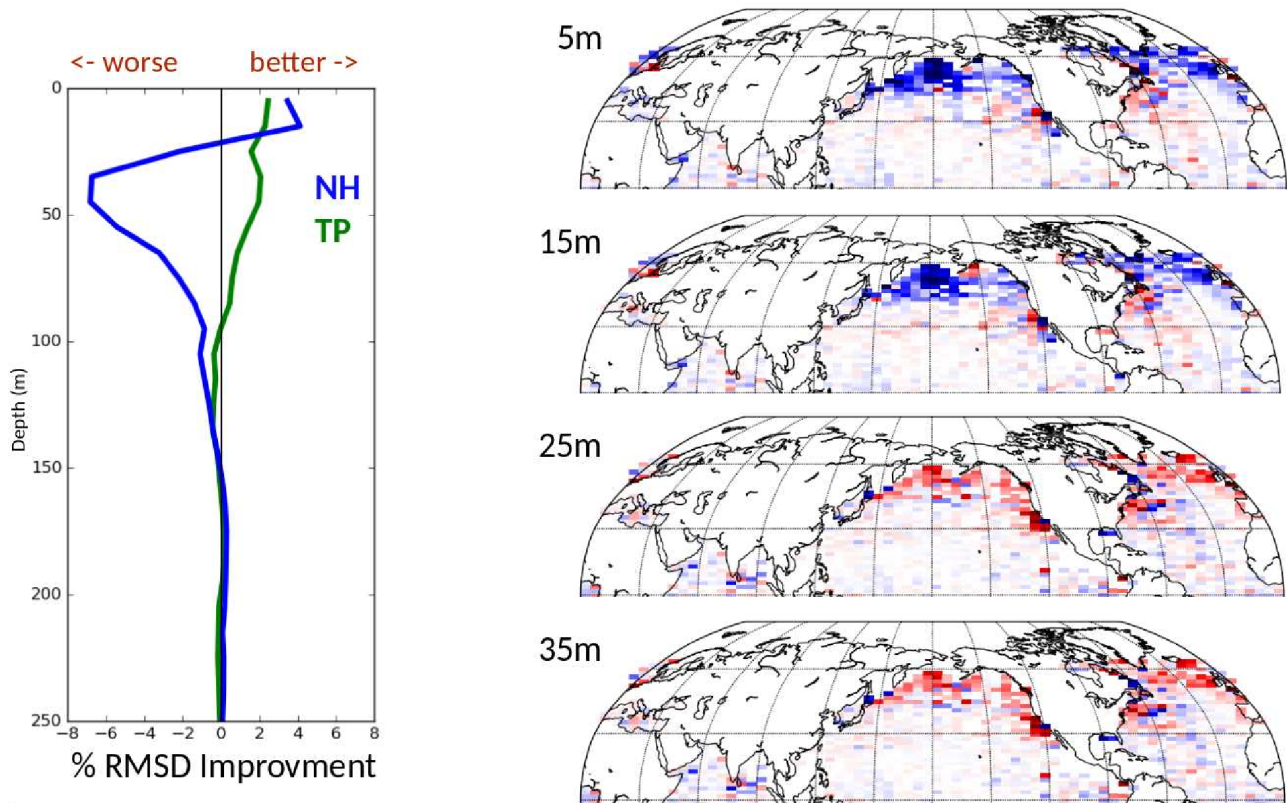 <- worse better ->
0
50
100
150
200
250
Depth (m)
NH
TP
−8 −6 −4 −2 0 2 4 6 8
% RMSD Improvment
5m
15m
25m
35m